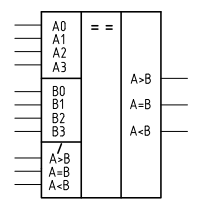 A0 = =
A1
A2
A3
A>B
B0
B1
A=B
B2
B3
A<B
/
A>B
A=B
A<B